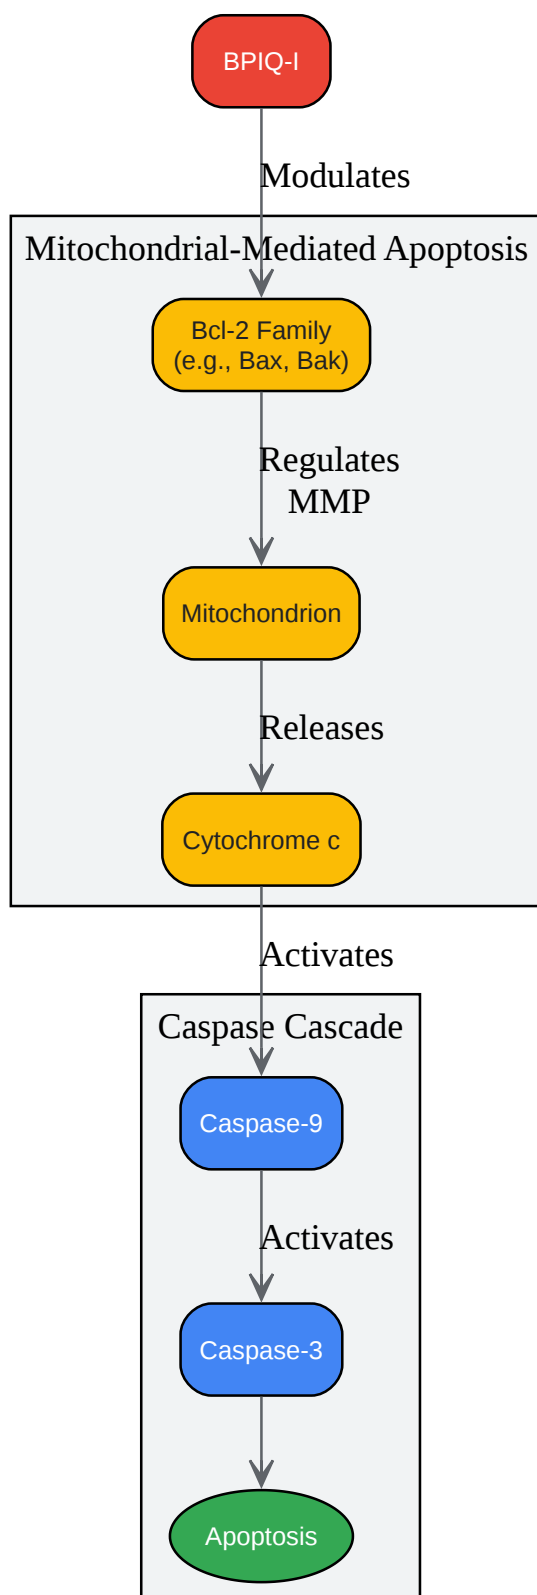 BPIQ-I
Modulates
Mitochondrial-Mediated Apoptosis
Bcl-2 Family
(e.g., Bax, Bak)
Regulates
MMP
Mitochondrion
Releases
Cytochrome c
Activates
Caspase Cascade
Caspase-9
Activates
Caspase-3
Apoptosis